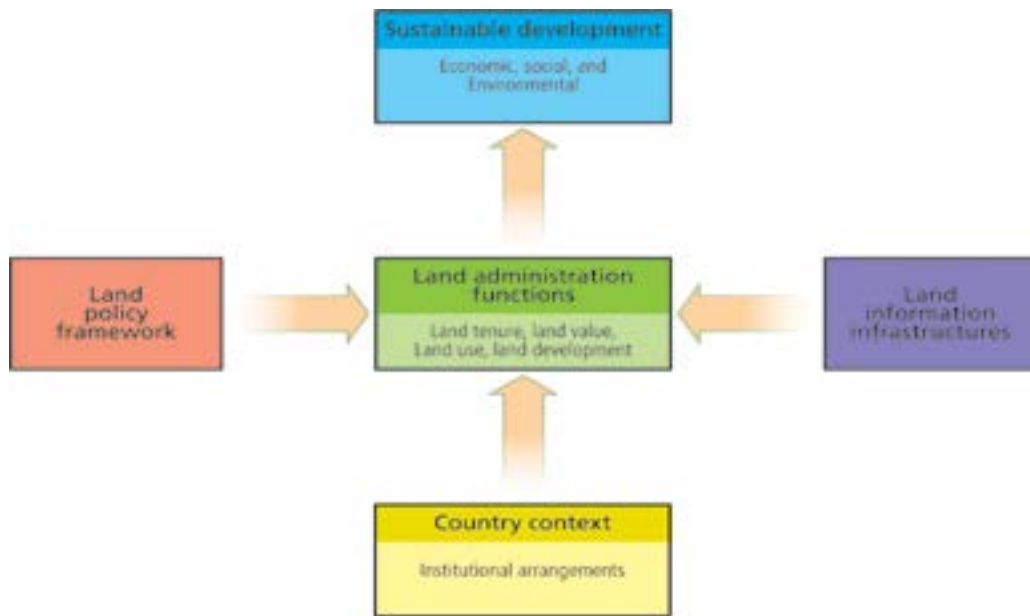 Sustainable development
Economic, social, and
Environmental
Land
policy
framework
Land administration
functions
Land tenure, land value,
Land use, land development
Land
information
infrastructures
Country context
Institutional arrangements